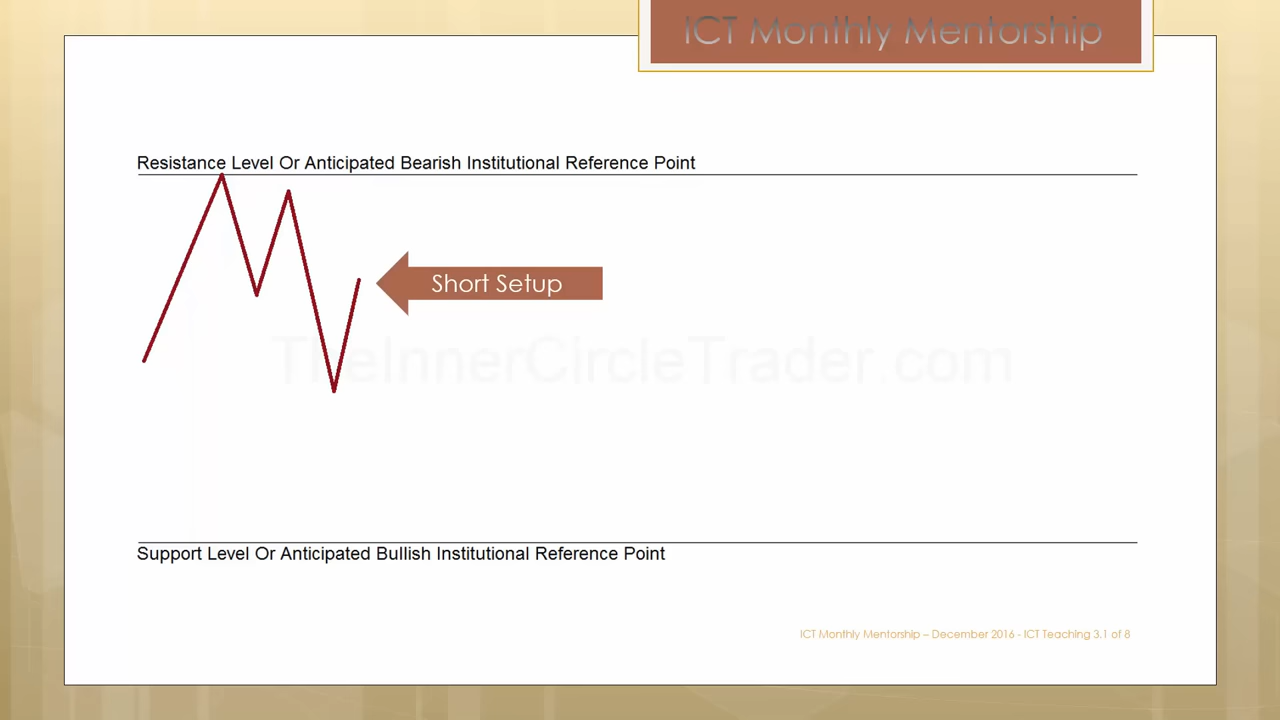 ICT Monthly Mentorship
Resistance Level Or Anticipated Bearish Institutional Reference Point
Short Setup
TheInnerCircleTrader.com
Support Level Or Anticipated Bullish Institutional Reference Point
ICT Monthly Mentorship – December 2016 - ICT Teaching 3.1 of 8